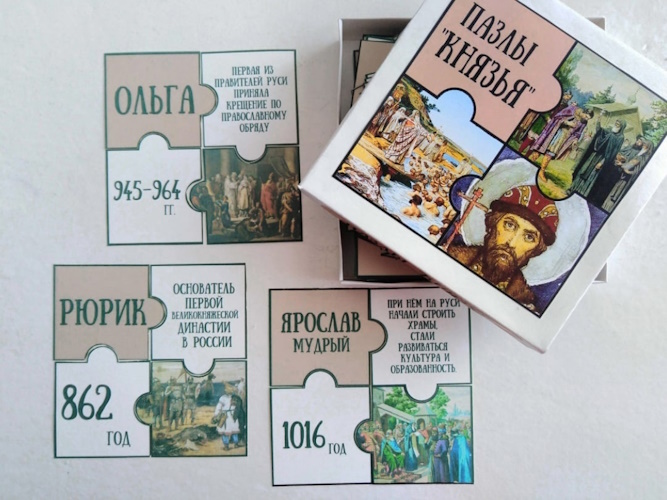 ПАЗЛЫ
"КНЯЗЬЯ"
ОЛЬГА
ПЕРВАЯ ИЗ
ПРАВИТЕЛЕЙ РУСИ
ПРИНЯЛА
КРЕЩЕНИЕ ПО
ПРАВОСЛАВНОМУ
ОБРЯДУ
945-964
ГГ.
РЮРИК
ОСНОВАТЕЛЬ
ПЕРВОЙ
ВЕЛИКОКНЯЖЕСКОЙ
ДИНАСТИИ
В РОССИИ
862
ГОД
ЯРОСЛАВ
МУДРЫЙ
ПРИ НЁМ НА РУСИ
НАЧАЛИ СТРОИТЬ
ХРАМЫ,
СТАЛИ
РАЗВИВАТЬСЯ
КУЛЬТУРА И
ОБРАЗОВАННОСТЬ.
1016 ГОД